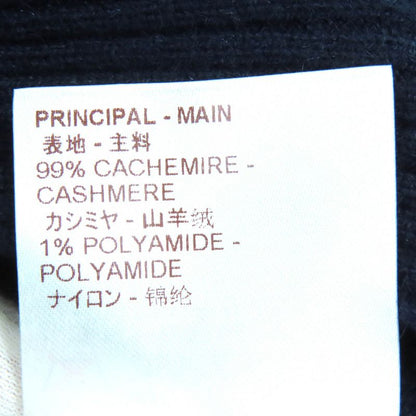 PRINCIPAL - MAIN
表地 - 主料
99% CACHEMIRE -
CASHMERE
カシミヤ - 山羊绒
1% POLYAMIDE -
POLYAMIDE
ナイロン - 锦纶